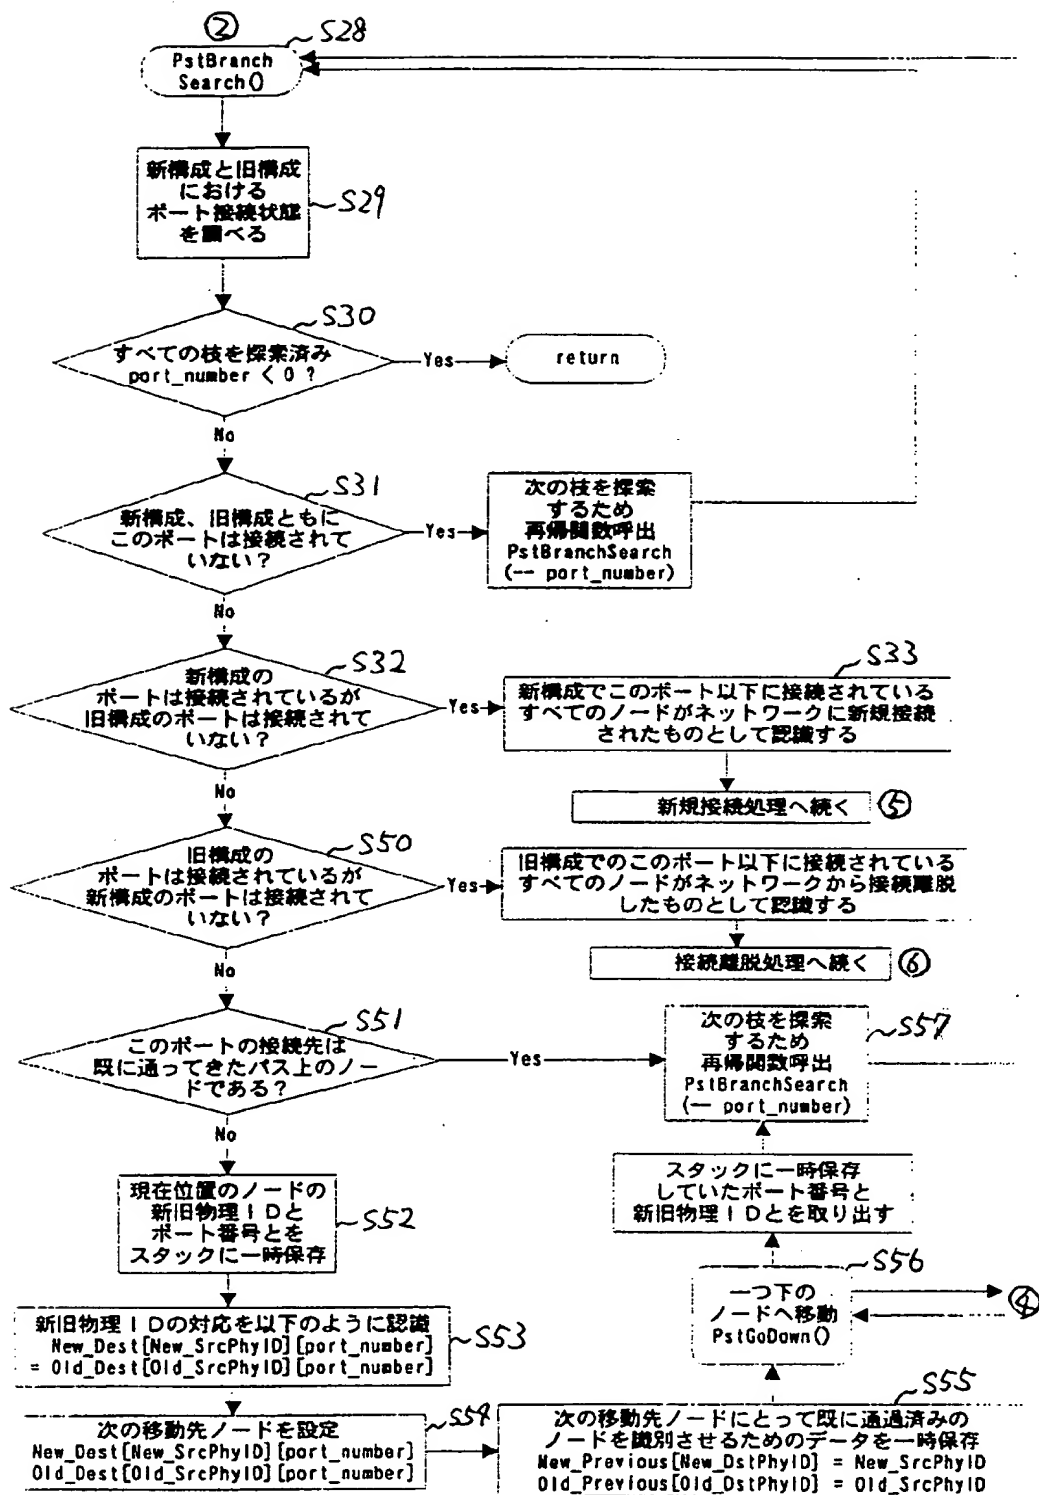 ②
S28
PstBranch
Search()
新構成と旧構成
における
ポート接続状態
を調べる
S29
S30
すべての枝を探索済み
port_number < 0 ?
Yes
return
No
S31
新構成、旧構成ともに
このポートは接続されて
いない?
Yes
次の枝を探索
するため
再帰関数呼出
PstBranchSearch
(-- port_number)
No
S32
新構成の
ポートは接続されているが
旧構成のポートは接続されて
いない?
Yes
S33
新構成でこのポート以下に接続されている
すべてのノードがネットワークに新規接続
されたものとして認識する
新規接続処理へ続く
⑤
No
S50
旧構成の
ポートは接続されているが
新構成のポートは接続されて
いない?
Yes
旧構成でのこのポート以下に接続されている
すべてのノードがネットワークから接続離脱
したものとして認識する
接続離脱処理へ続く
⑥
No
S51
このポートの接続先は
既に通ってきたパス上のノー
ドである?
Yes
次の枝を探索
するため
再帰関数呼出
PstBranchSearch
(-- port_number)
S57
No
現在位置のノードの
新旧物理IDと
ポート番号とを
スタックに一時保存
S52
スタックに一時保存
していたポート番号と
新旧物理IDとを取り出す
S56
一つ下の
ノードへ移動
PstGoDown()
④
新旧物理IDの対応を以下のように認識
New_Dest[New_SrcPhyID][port_number]
= Old_Dest[Old_SrcPhyID][port_number]
S53
S54
次の移動先ノードを設定
New_Dest[New_SrcPhyID][port_number]
Old_Dest[Old_SrcPhyID][port_number]
S55
次の移動先ノードにとって既に通過済みの
ノードを識別させるためのデータを一時保存
New_Previous[New_DstPhyID] = New_SrcPhyID
Old_Previous[Old_DstPhyID] = Old_SrcPhyID